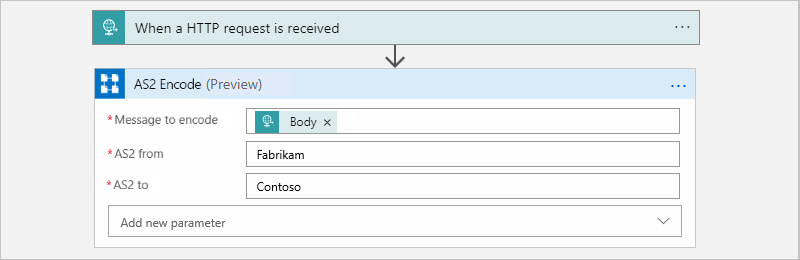 When a HTTP request is received
AS2 Encode (Preview)
* Message to encode
Body ×
* AS2 from
Fabrikam
* AS2 to
Contoso
Add new parameter